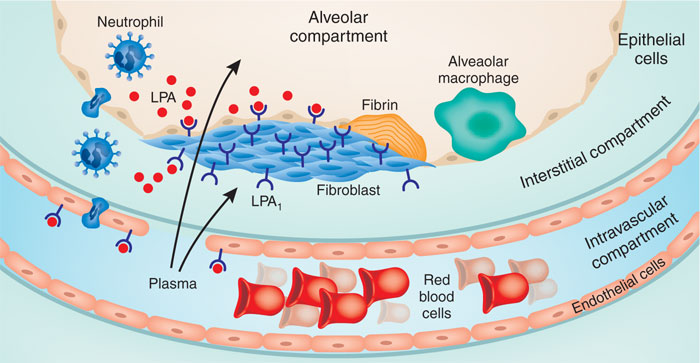 Neutrophil
Alveolar
compartment
Epithelial
cells
LPA
Alveaolar
macrophage
Fibrin
Interstitial compartment
Fibroblast
LPA₁
Intravascular
compartment
Plasma
Red
blood
cells
Endothelial cells